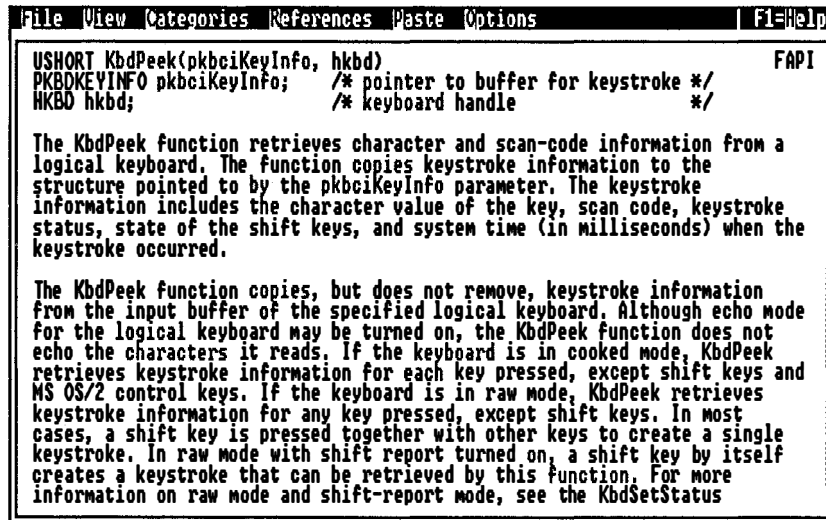 File View Categories References Paste Options | F1=Help
USHORT KbdPeek(pkbciKeyInfo, hkbd) FAPI
PKBDKEYINFO pkbciKeyInfo; /* pointer to buffer for keystroke */
HKBD hkbd; /* keyboard handle */
The KbdPeek function retrieves character and scan-code information from a
logical keyboard. The function copies keystroke information to the
structure pointed to by the pkbciKeyInfo parameter. The keystroke
information includes the character value of the key, scan code, keystroke
status, state of the shift keys, and system time (in milliseconds) when the
keystroke occurred.
The KbdPeek function copies, but does not remove, keystroke information
from the input buffer of the specified logical keyboard. Although echo mode
for the logical keyboard may be turned on, the KbdPeek function does not
echo the characters it reads. If the keyboard is in cooked mode, KbdPeek
retrieves keystroke information for each key pressed, except shift keys and
MS OS/2 control keys. If the keyboard is in raw mode, KbdPeek retrieves
keystroke information for any key pressed, except shift keys. In most
cases, a shift key is pressed together with other keys to create a single
keystroke. In raw mode with shift report turned on, a shift key by itself
creates a keystroke that can be retrieved by this function. For more
information on raw mode and shift-report mode, see the KbdSetStatus